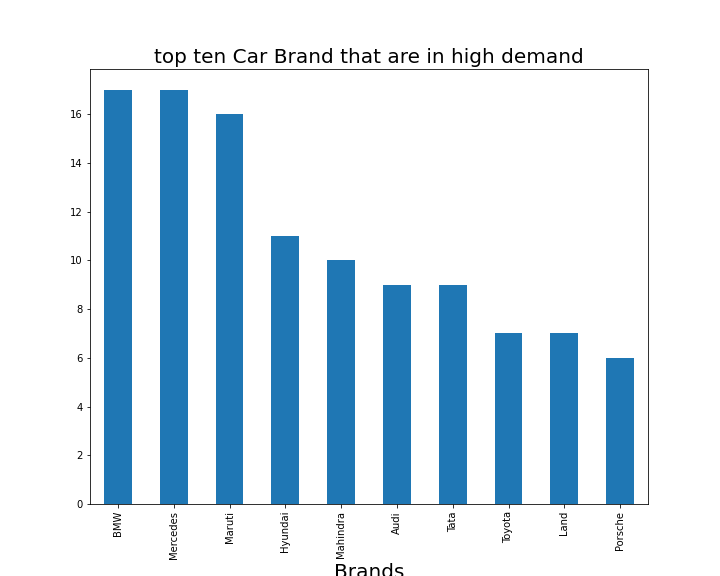 top ten Car Brand that are in high demand
16
14
12
10
8
6
4
2
0
BMW
Mercedes
Maruti
Hyundai
Mahindra
Audi
Tata
Toyota
Land
Porsche
Brands